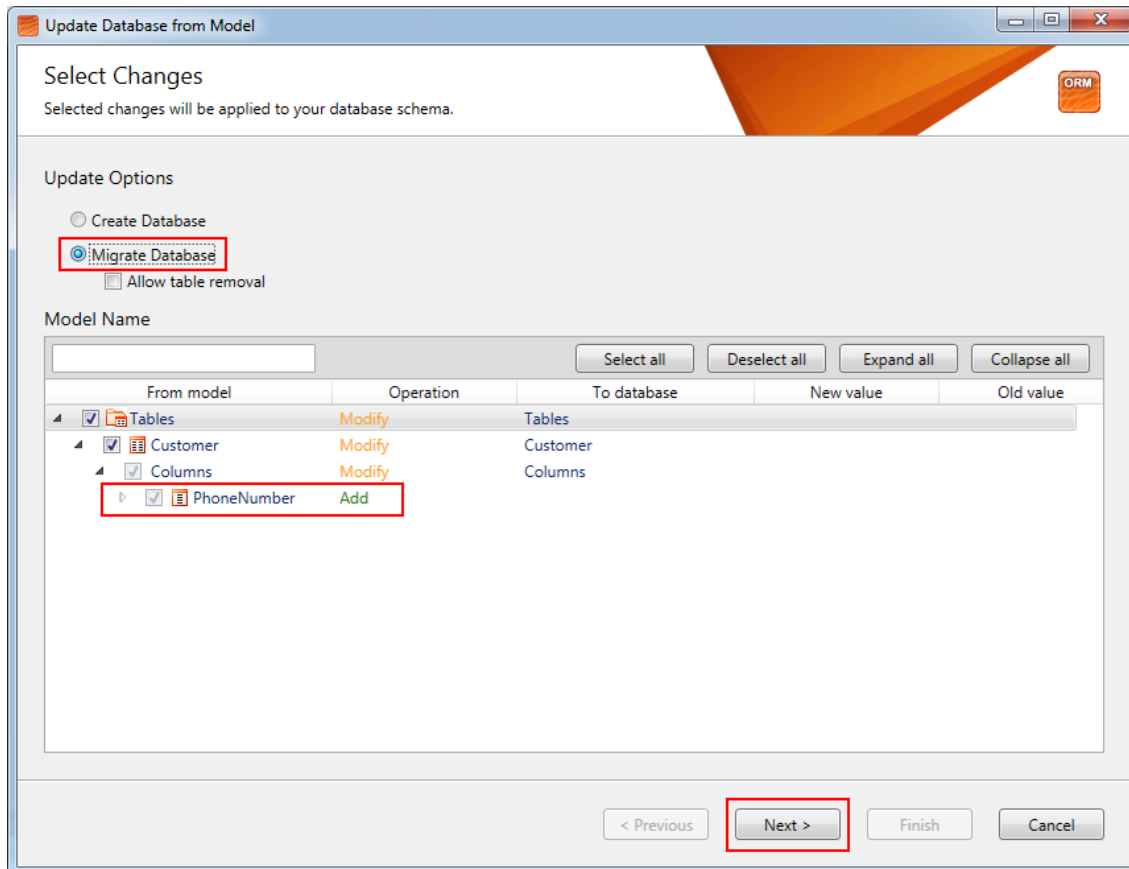 Update Database from Model
Select Changes
ORM
Selected changes will be applied to your database schema.
Update Options
Create Database
Migrate Database
Allow table removal
Model Name
Select all Deselect all Expand all Collapse all
From model Operation To database New value Old value
Tables Modify Tables
Customer Modify Customer
Columns Modify Columns
PhoneNumber Add
< Previous Next > Finish Cancel